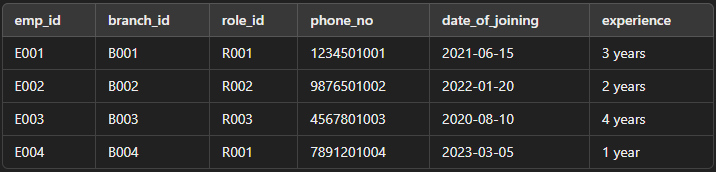 emp_id branch_id role_id phone_no date_of_joining experience
E001 B001 R001 1234501001 2021-06-15 3 years
E002 B002 R002 9876501002 2022-01-20 2 years
E003 B003 R003 4567801003 2020-08-10 4 years
E004 B004 R001 7891201004 2023-03-05 1 year